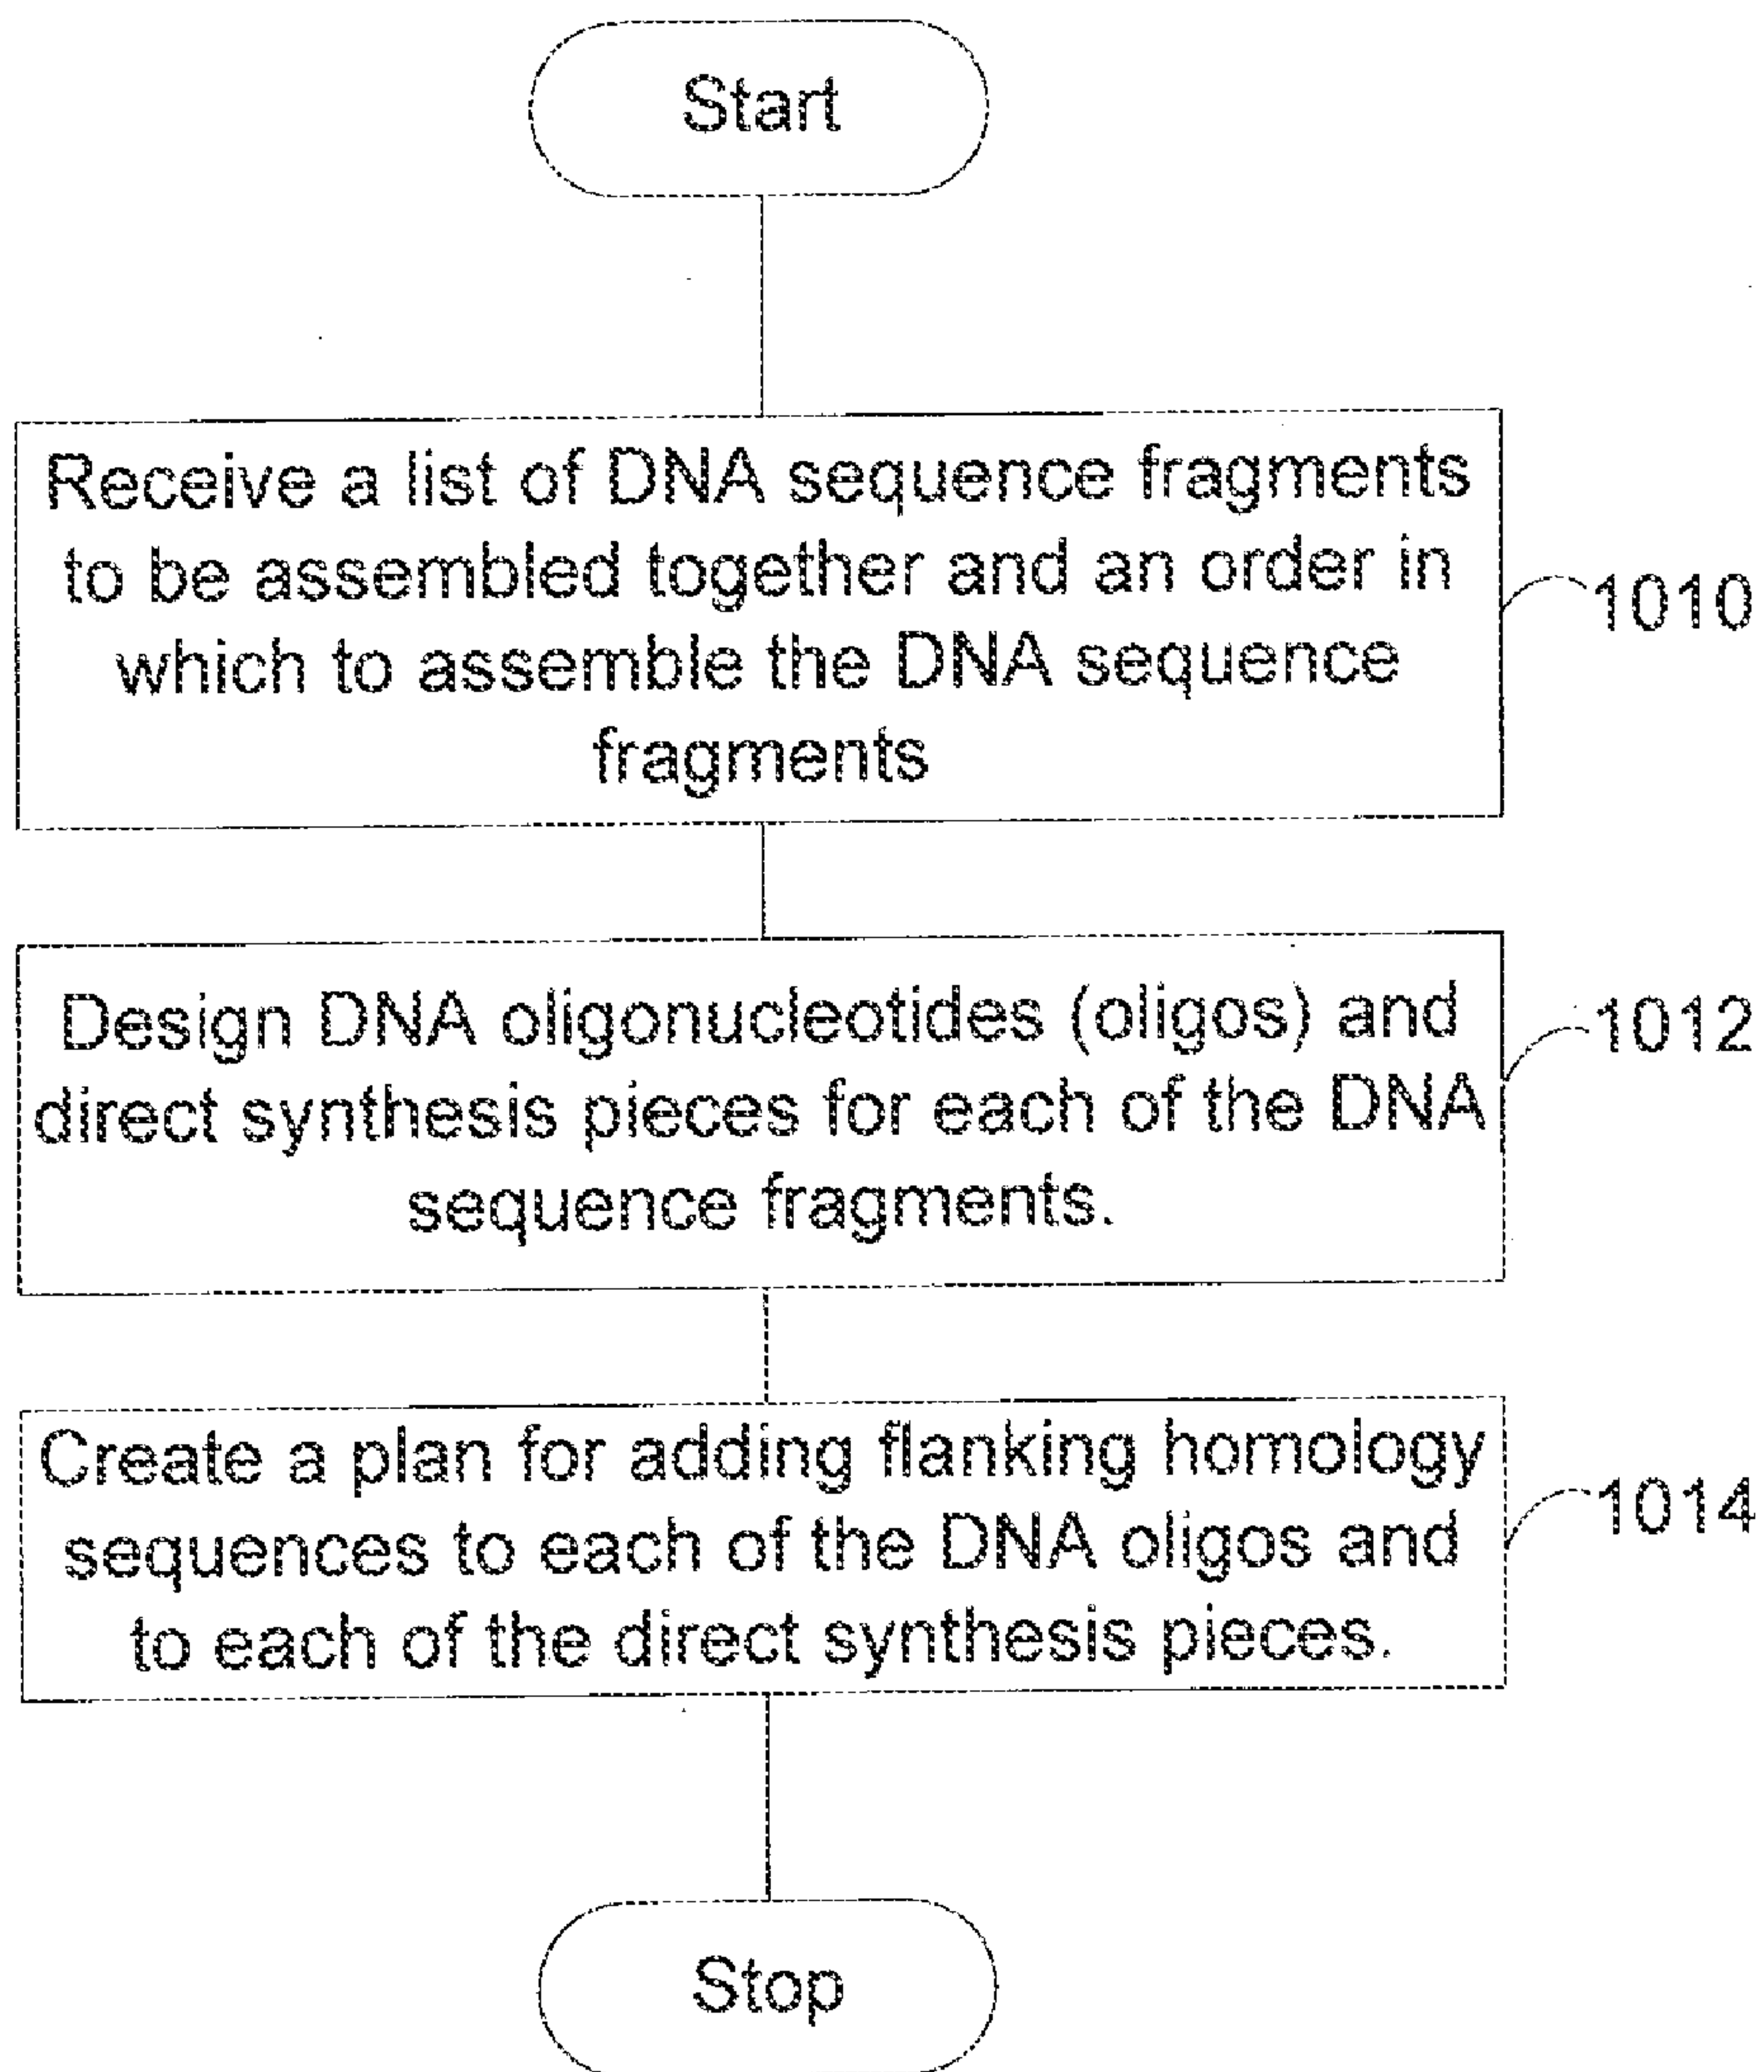 Start
Receive a list of DNA sequence fragments
to be assembled together and an order in
which to assemble the DNA sequence
fragments
1010
Design DNA oligonucleotides (oligos) and
direct synthesis pieces for each of the DNA
sequence fragments.
1012
Create a plan for adding flanking homology
sequences to each of the DNA oligos and
to each of the direct synthesis pieces.
1014
Stop